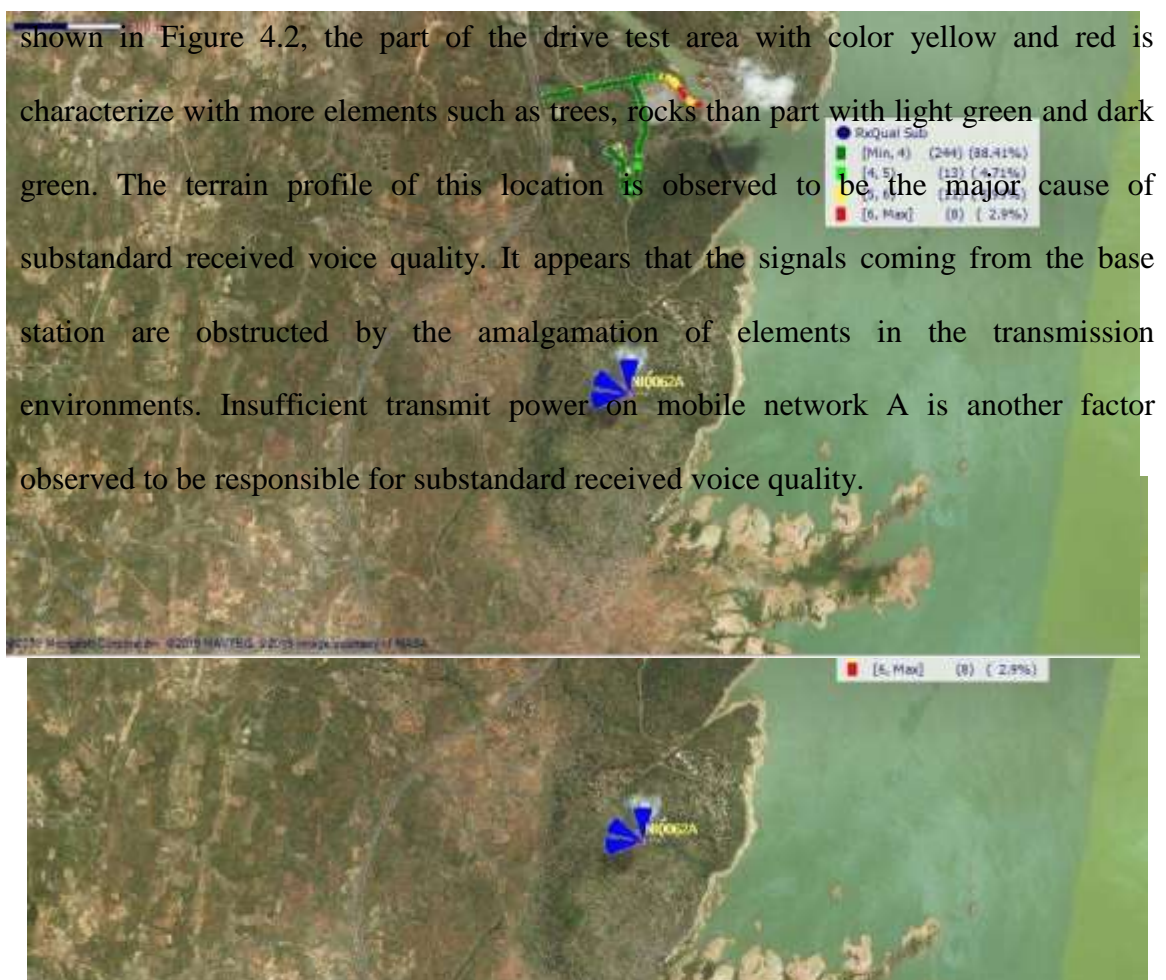 shown in Figure 4.2, the part of the drive test area with color yellow and red is
characterize with more elements such as trees, rocks than part with light green and dark
RxQual Sub
[Min, 4) (244) (88.41%)
green. The terrain profile of this location is observed to be the major cause of
[4, 5) (13) (4.71%)
[6, Max] (8) ( 2.9%)
substandard received voice quality. It appears that the signals coming from the base
station are obstructed by the amalgamation of elements in the transmission
NI0062A
environments. Insufficient transmit power on mobile network A is another factor
observed to be responsible for substandard received voice quality.
[6, Max] (8) ( 2.9%)
NI0062A